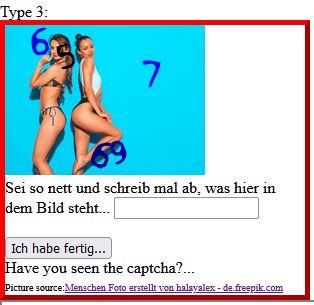 Type 3:
6 5 7
69
Sei so nett und schreib mal ab, was hier in
dem Bild steht...
Ich habe fertig...
Have you seen the captcha?...
Picture source:Menschen Foto erstellt von halayalex - de.freepik.com